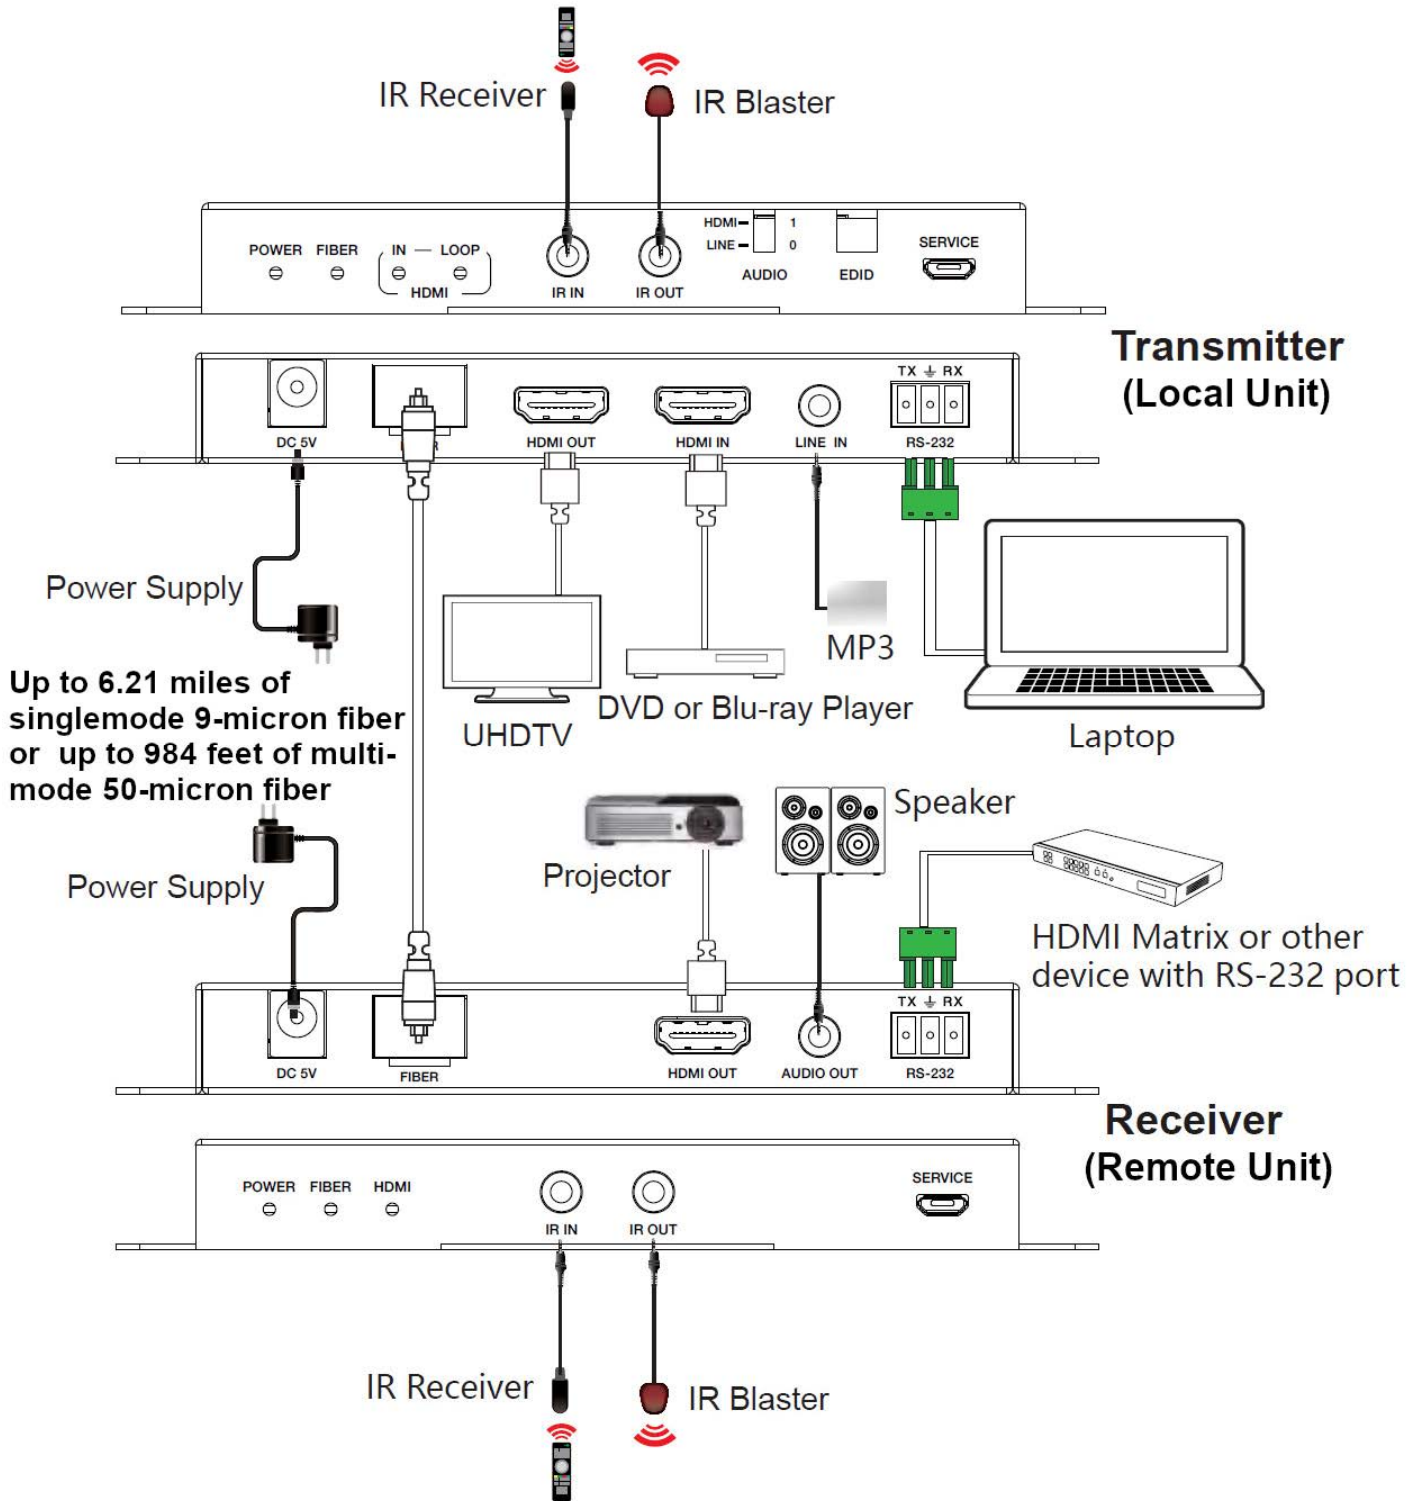 IR Receiver
IR Blaster
HDMI
1
POWER
FIBER
IN
LOOP
LINE
0
SERVICE
HDMI
IR IN
IR OUT
AUDIO
EDID
Transmitter
(Local Unit)
TX
RX
DC 5V
HDMI OUT
HDMI IN
LINE IN
RS-232
Power Supply
MP3
Up to 6.21 miles of
singlemode 9-micron fiber
or up to 984 feet of multi-
mode 50-micron fiber
UHDTV
DVD or Blu-ray Player
Laptop
Power Supply
Projector
Speaker
HDMI Matrix or other
device with RS-232 port
TX
RX
DC 5V
FIBER
HDMI OUT
AUDIO OUT
RS-232
Receiver
(Remote Unit)
POWER
FIBER
HDMI
SERVICE
IR IN
IR OUT
IR Receiver
IR Blaster